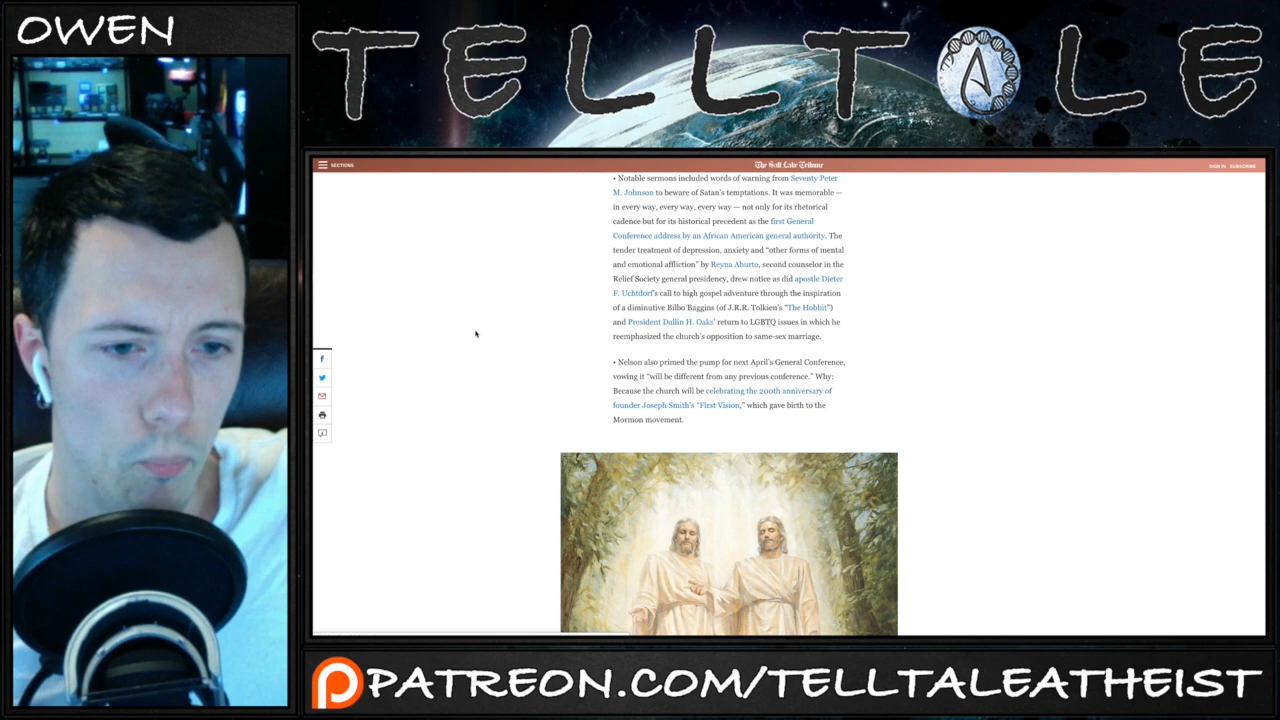 OWEN
TELLTALE
SECTIONS
The Salt Lake Tribune
SIGN IN SUBSCRIBE
• Notable sermons included words of warning from Seventy Peter
M. Johnson to beware of Satan's temptations. It was memorable —
in every way, every way, every way — not only for its rhetorical
cadence but for its historical precedent as the first General
Conference address by an African American general authority. The
tender treatment of depression, anxiety and “other forms of mental
and emotional affliction” by Reyna Aburto, second counselor in the
Relief Society general presidency, drew notice as did apostle Dieter
F. Uchtdorf's call to high gospel adventure through the inspiration
of a diminutive Bilbo Baggins (of J.R.R. Tolkien's “The Hobbit”)
and President Dallin H. Oaks' return to LGBTQ issues in which he
reemphasized the church's opposition to same-sex marriage.
• Nelson also primed the pump for next April's General Conference,
vowing it “will be different from any previous conference.” Why:
Because the church will be celebrating the 200th anniversary of
founder Joseph Smith's “First Vision,” which gave birth to the
Mormon movement.
PATREON.COM/TELLTALEATHEIST